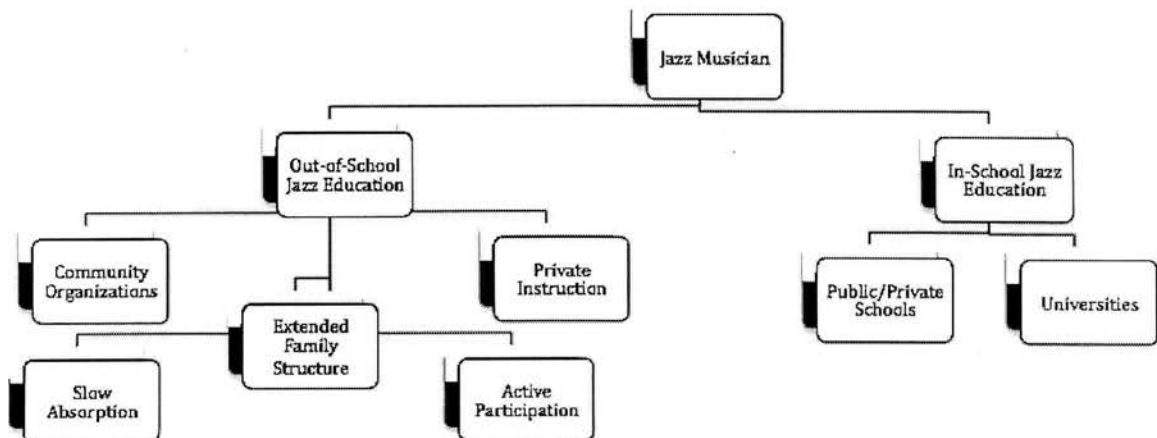 Jazz Musician
Out-of-School
Jazz Education
In-School Jazz
Education
Community
Organizations
Private
Instruction
Public/Private
Schools
Universities
Extended
Family
Structure
Slow
Absorption
Active
Participation